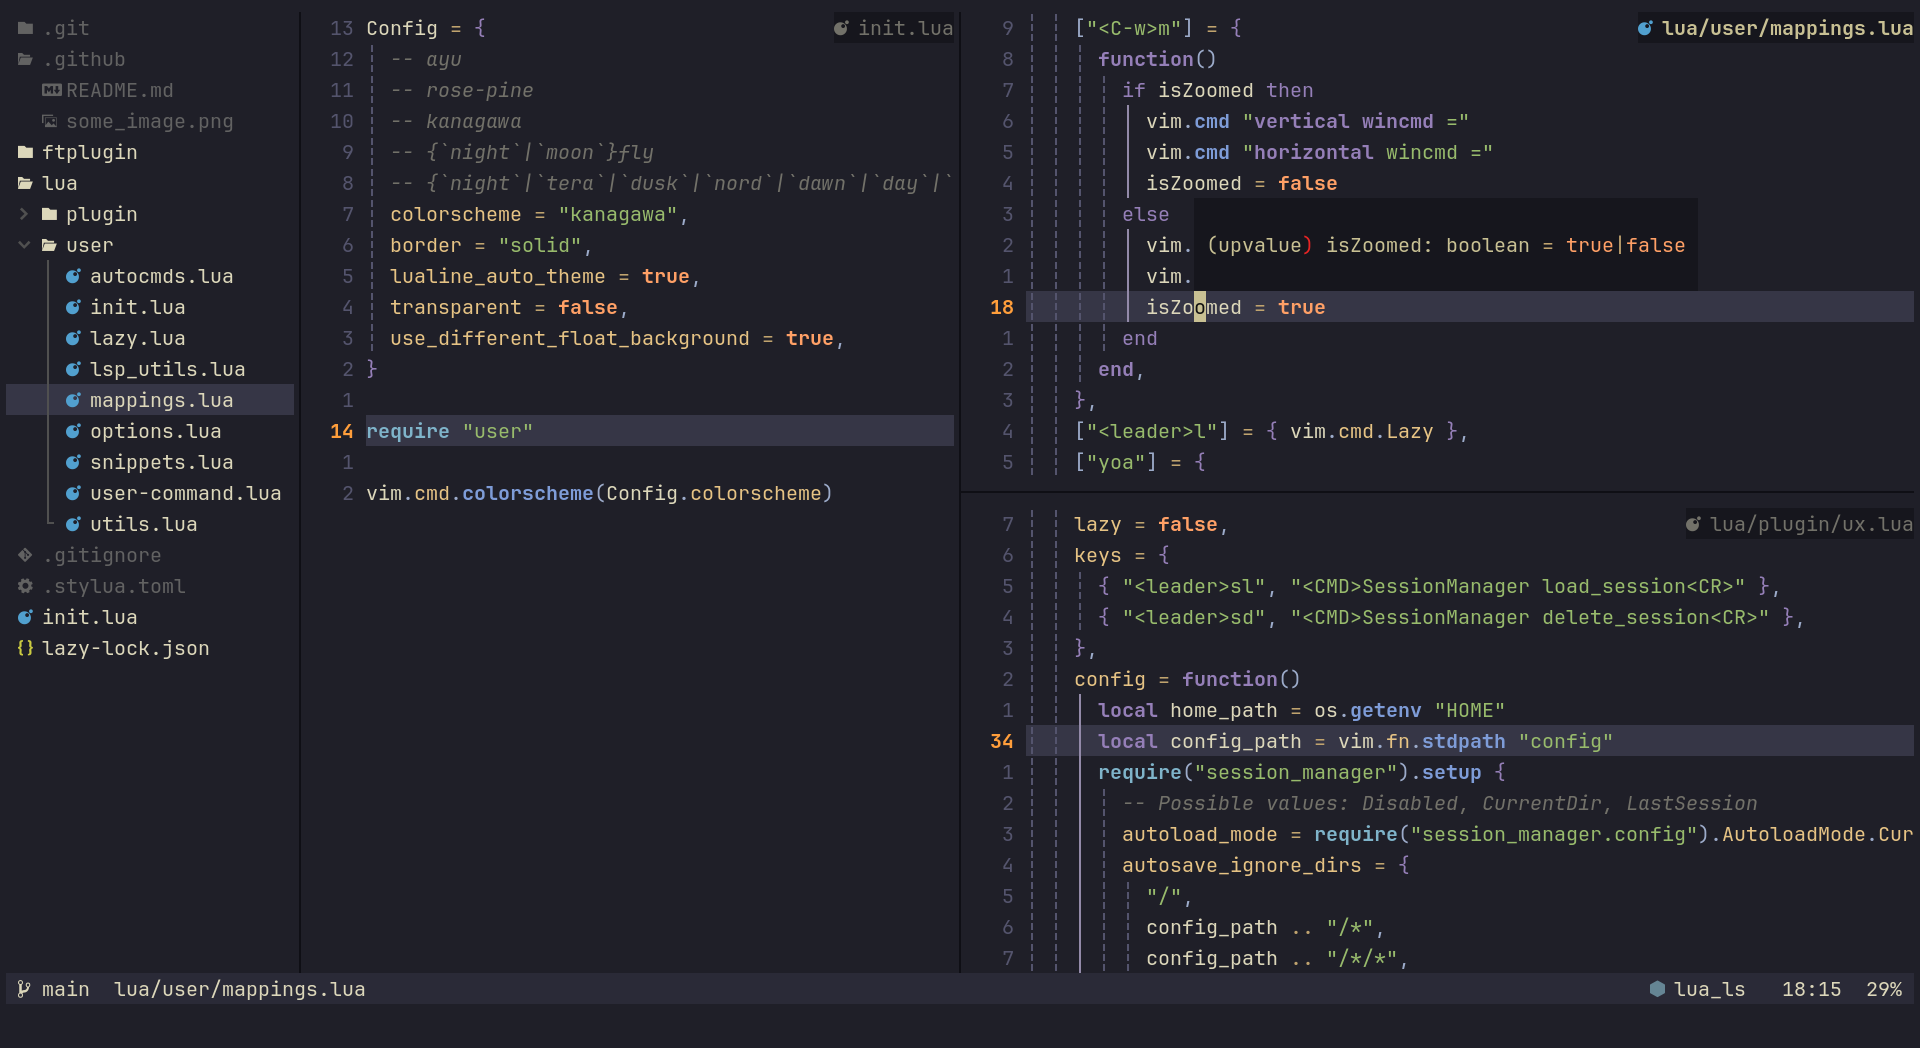 .git
.github
README.md
some_image.png
ftplugin
lua
plugin
user
autocmds.lua
init.lua
lazy.lua
lsp_utils.lua
mappings.lua
options.lua
snippets.lua
user-command.lua
utils.lua
.gitignore
.stylua.toml
init.lua
{} lazy-lock.json
init.lua
13 Config = {
12 -- ayu
11 -- rose-pine
10 -- kanagawa
9 -- {`night`|`moon`}fly
8 -- {`night`|`tera`|`dusk`|`nord`|`dawn`|`day`|`
7 colorscheme = "kanagawa",
6 border = "solid",
5 lualine_auto_theme = true,
4 transparent = false,
3 use_different_float_background = true,
2 }
1
14 require "user"
1
2 vim.cmd.colorscheme(Config.colorscheme)
lua/user/mappings.lua
9 ["<C-w>m"] = {
8 function()
7 if isZoomed then
6 vim.cmd "vertical wincmd ="
5 vim.cmd "horizontal wincmd ="
4 isZoomed = false
3 else
2 vim. (upvalue) isZoomed: boolean = true|false
1 vim.
18 isZoomed = true
1 end
2 end,
3 },
4 ["<leader>l"] = { vim.cmd.Lazy },
5 ["yoa"] = {
lua/plugin/ux.lua
7 lazy = false,
6 keys = {
5 { "<leader>sl", "<CMD>SessionManager load_session<CR>" },
4 { "<leader>sd", "<CMD>SessionManager delete_session<CR>" },
3 },
2 config = function()
1 local home_path = os.getenv "HOME"
34 local config_path = vim.fn.stdpath "config"
1 require("session_manager").setup {
2 -- Possible values: Disabled, CurrentDir, LastSession
3 autoload_mode = require("session_manager.config").AutoloadMode.Cur
4 autosave_ignore_dirs = {
5 "/",
6 config_path .. "/*",
7 config_path .. "/*/*",
main lua/user/mappings.lua lua_ls 18:15 29%